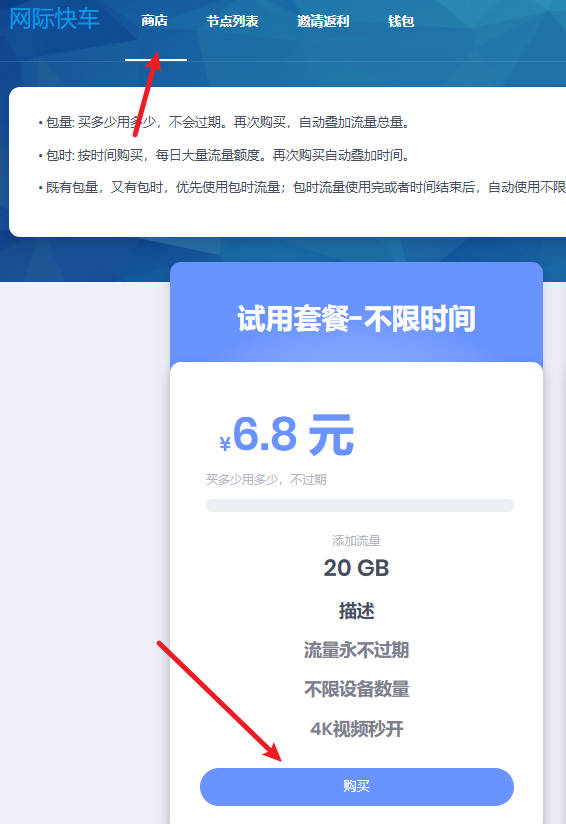 网际快车 商店 节点列表 邀请返利 钱包
• 包量: 买多少用多少，不会过期。再次购买，自动叠加流量总量。
• 包时: 按时间购买，每日大量流量额度。再次购买自动叠加时间。
• 既有包量，又有包时，优先使用包时流量；包时流量使用完或者时间结束后，自动使用不限
试用套餐-不限时间
¥6.8 元
买多少用多少，不过期
添加流量
20 GB
描述
流量永不过期
不限设备数量
4K视频秒开
购买